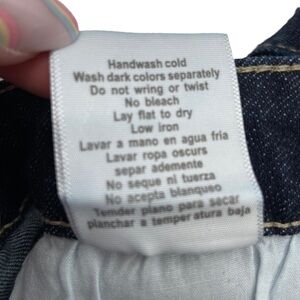 Handwash cold
Wash dark colors separately
Do not wring or twist
No bleach
Lay flat to dry
Low iron
Lavar a mano en agua fria
Lavar ropa oscurs
separ ademente
No seque ni tuerza
No acepta blanqueo
Temder plano para secar
planchar a temper atura baja